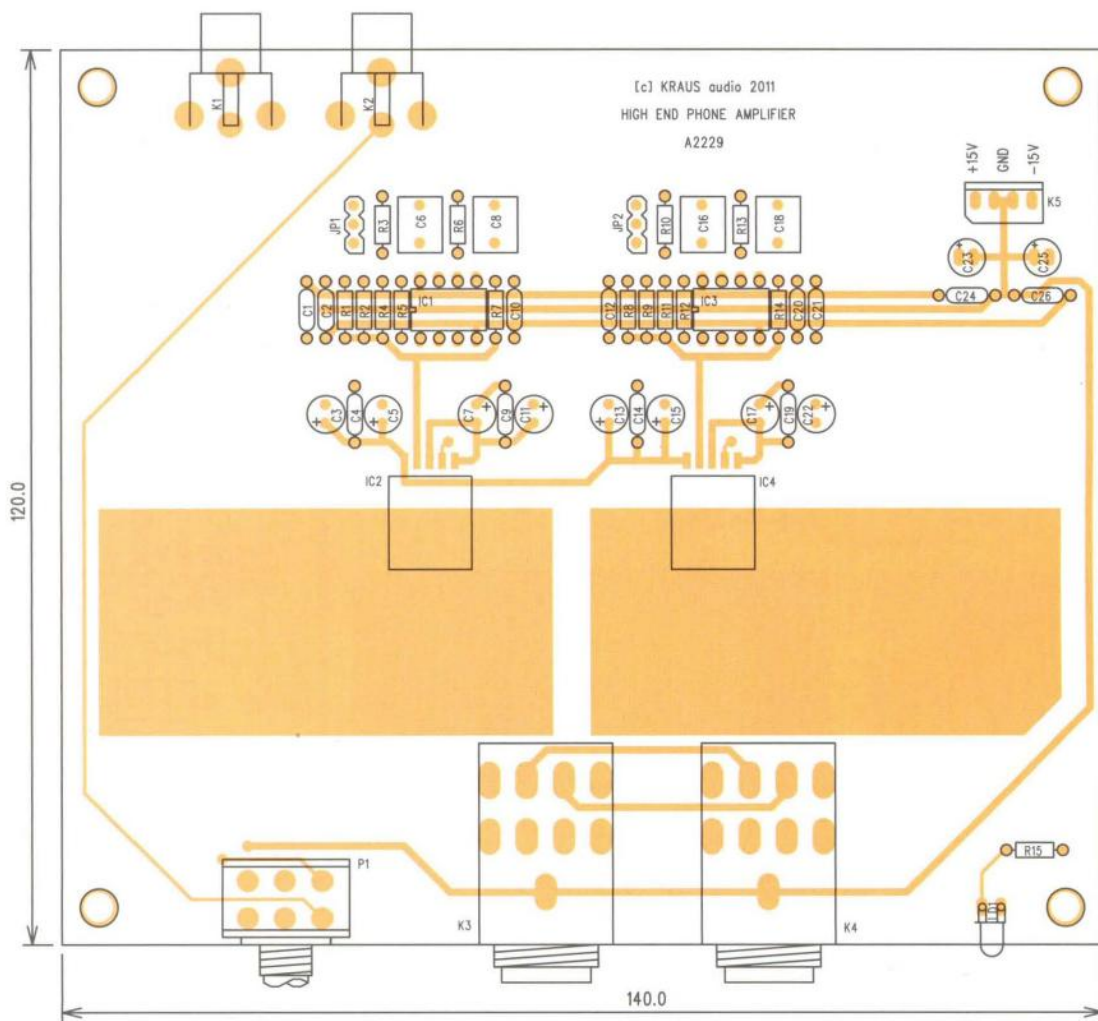 K1
K2
[c] KRAUS audio 2011
HIGH END PHONE AMPLIFIER
A2229
+15V
GND
-15V
K5
JP1
R3
C6
R6
C8
JP2
R10
C16
R13
C18
+
C23
+
C25
C24
C26
C1
C2
R1
R2
R4
R5
IC1
R7
C10
C12
R8
R9
R11
R12
IC3
R14
C20
C21
+
C3
C4
C5
+
C7
+
C9
C11
+
+
C13
C14
C15
+
C17
+
C19
C22
+
IC2
IC4
120.0
P1
K3
K4
R15
140.0